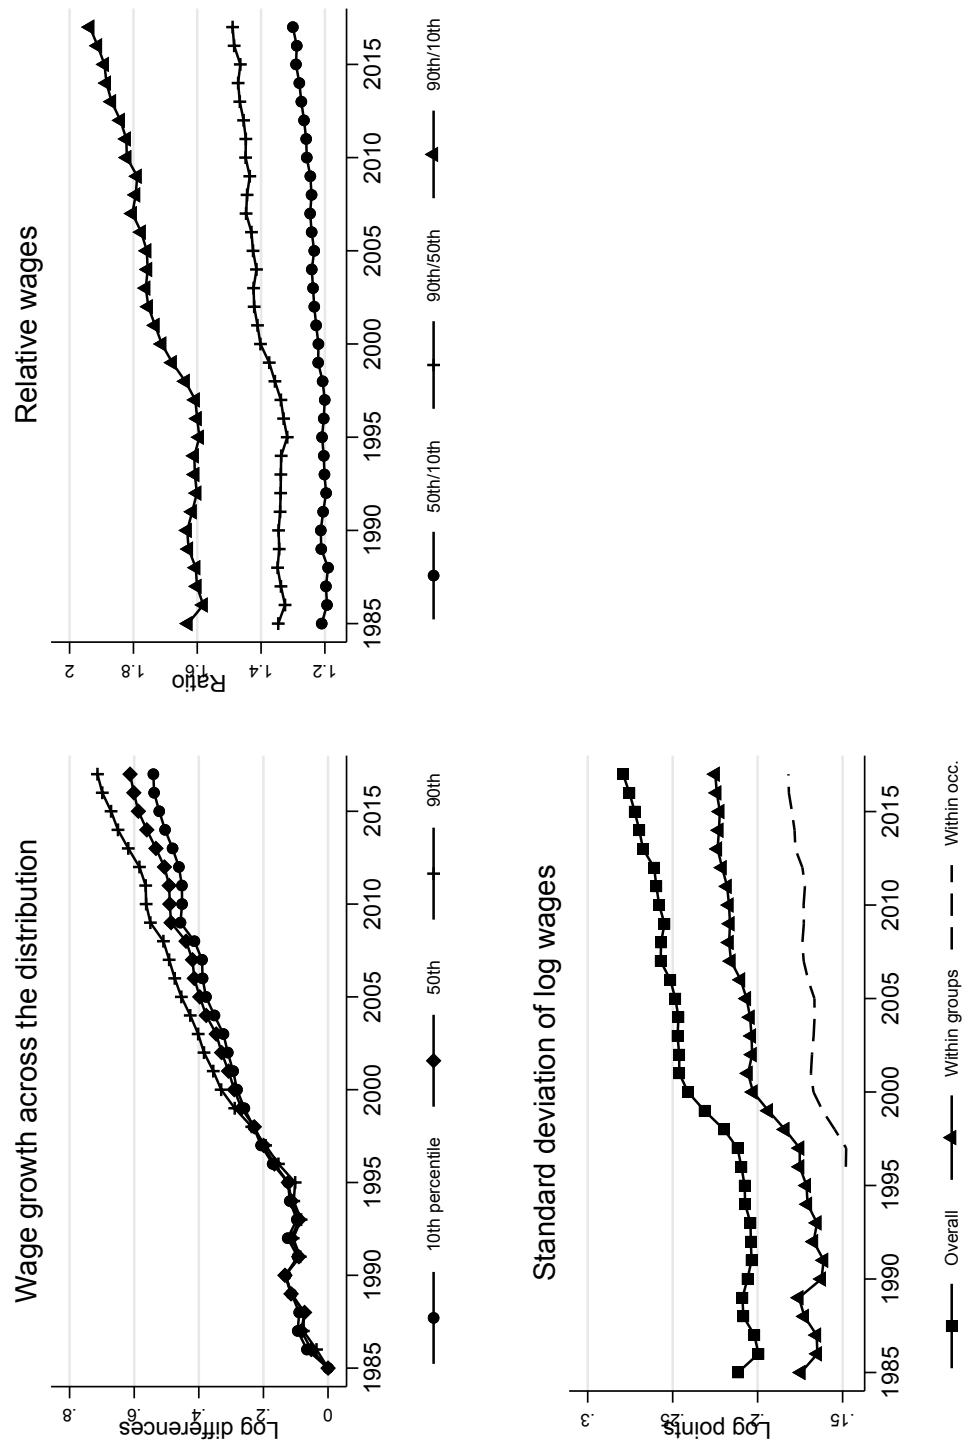 Wage growth across the distribution
Log differences
0 .2 .4 .6 .8
1985 1990 1995 2000 2005 2010 2015
10th percentile 50th 90th
Relative wages
Ratio
1.2 1.4 1.6 1.8 2
1985 1990 1995 2000 2005 2010 2015
50th/10th 90th/50th 90th/10th
Standard deviation of log wages
Log points
.15 .2 .25 .3
1985 1990 1995 2000 2005 2010 2015
Overall Within groups Within occ.